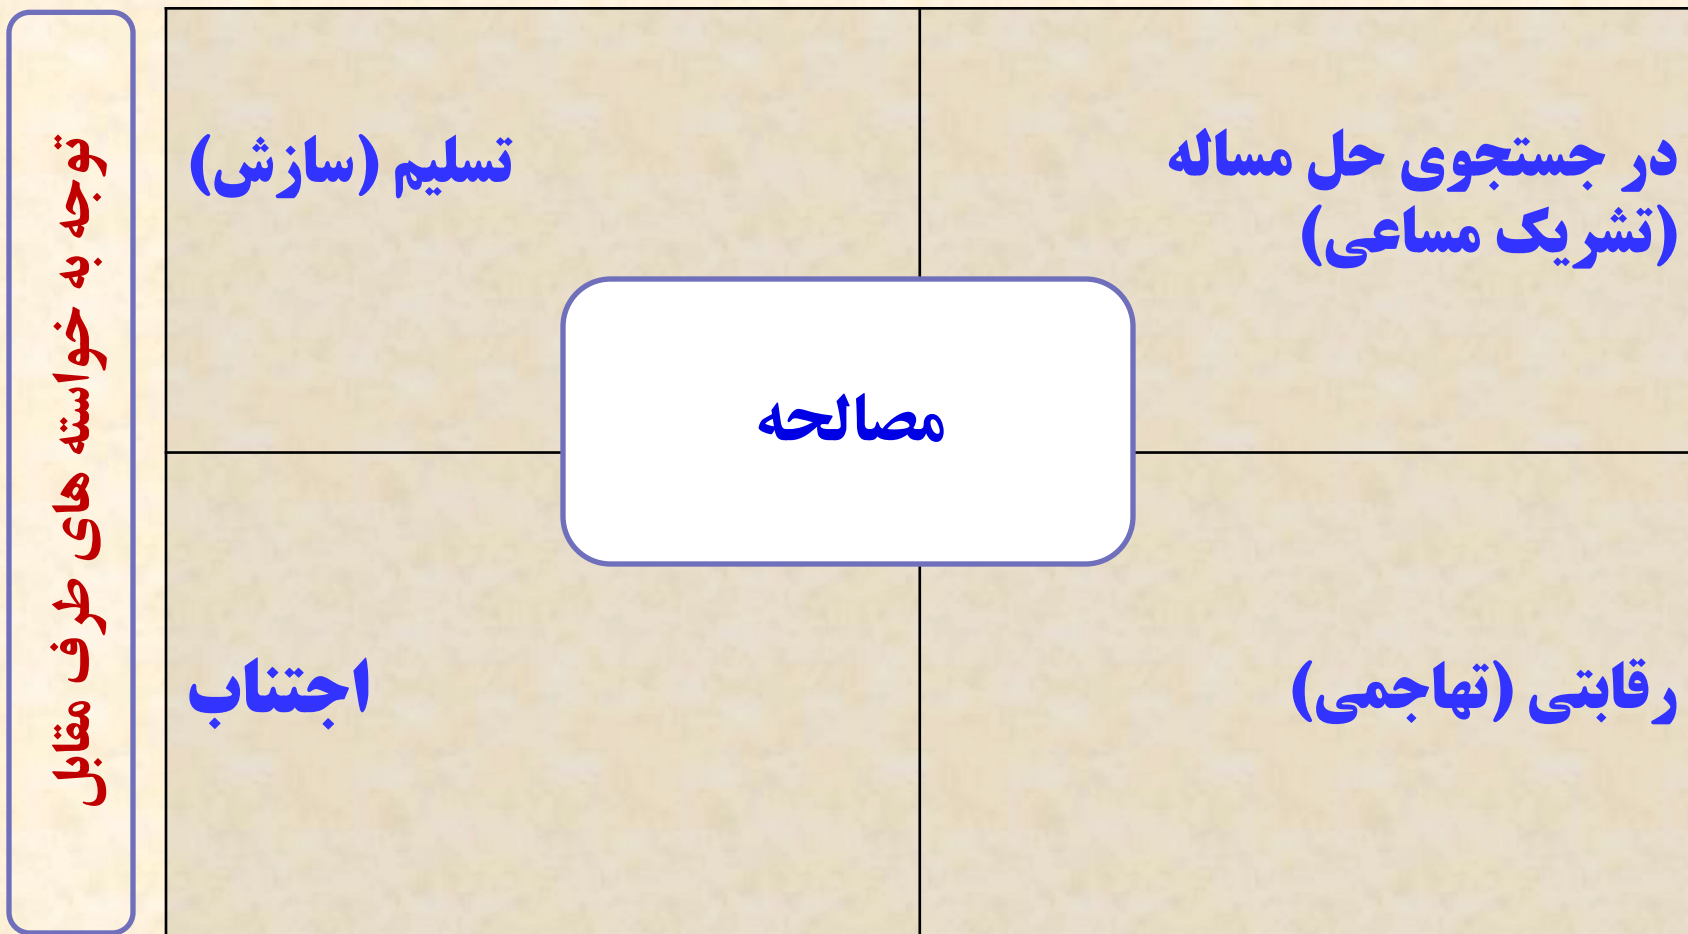 در جستجوی حل مساله
(تشریک مساعی)
تسلیم (سازش)
مصالحه
رقابتی (تهاجمی)
اجتناب
توجه به خواسته های طرف مقابل